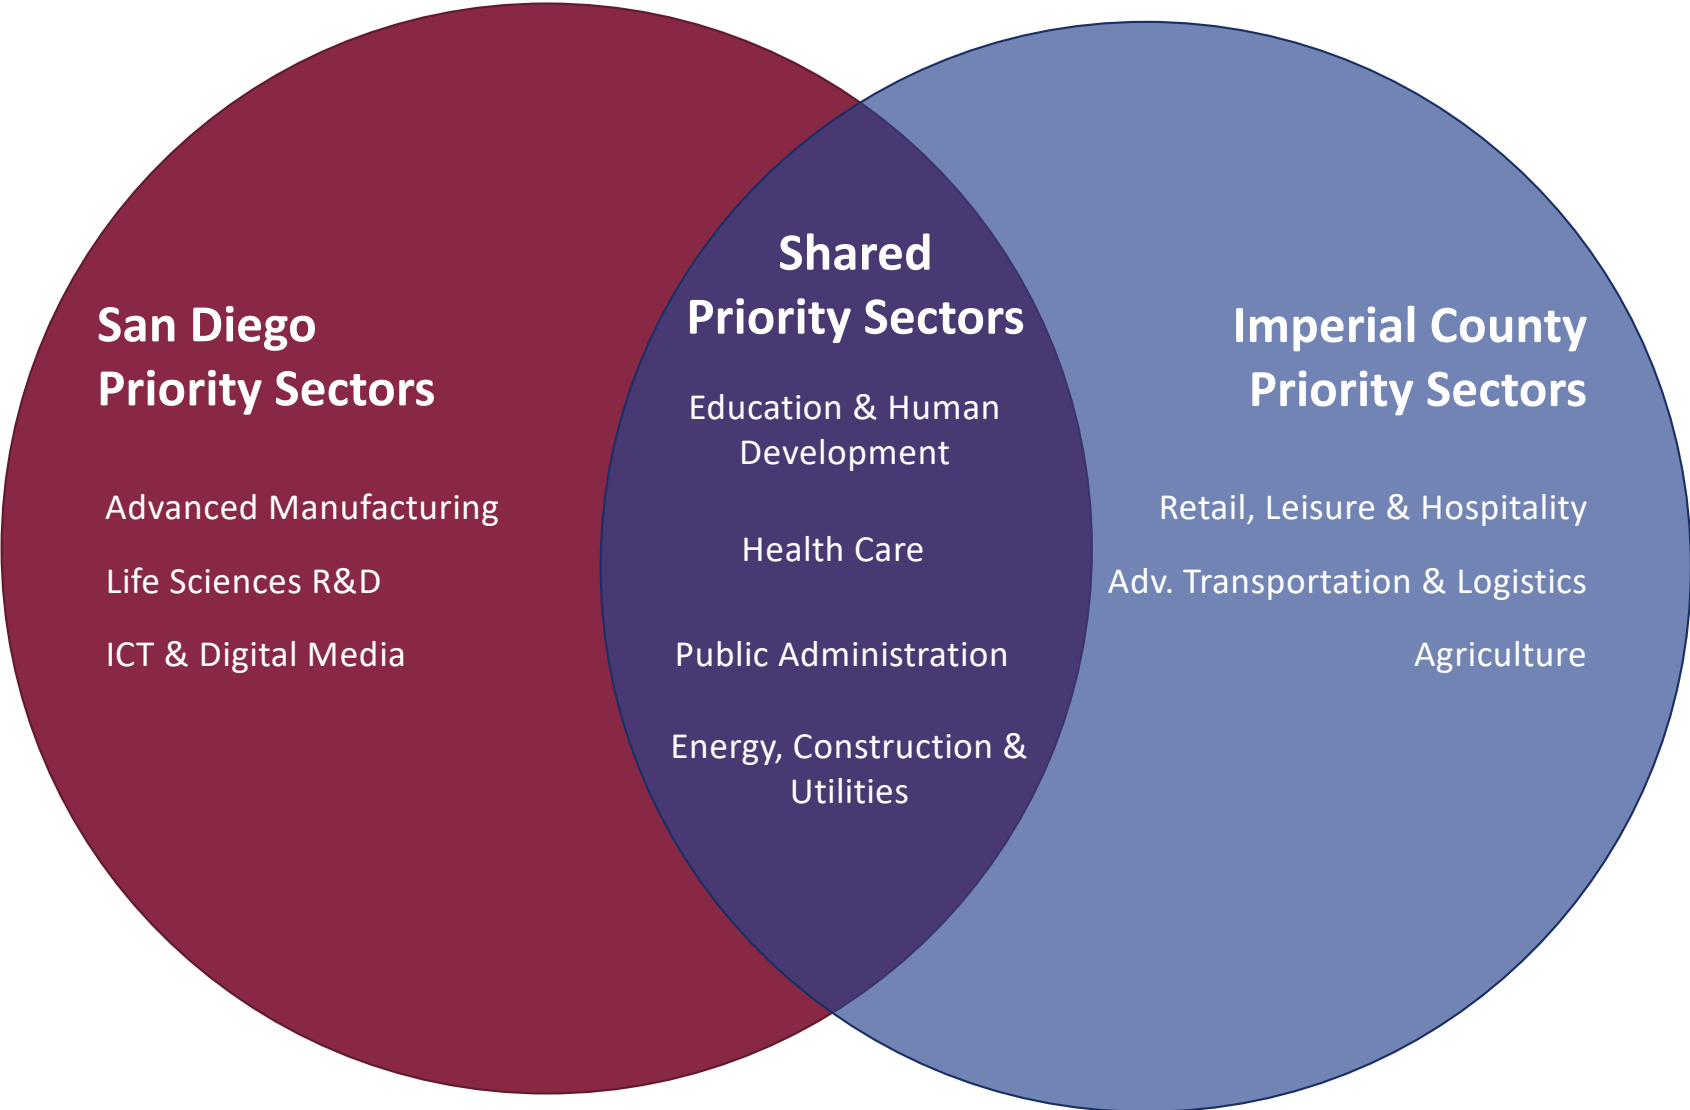 San Diego
Priority Sectors
Advanced Manufacturing
Life Sciences R&D
ICT & Digital Media
Shared
Priority Sectors
Education & Human
Development
Health Care
Public Administration
Energy, Construction &
Utilities
Imperial County
Priority Sectors
Retail, Leisure & Hospitality
Adv. Transportation & Logistics
Agriculture